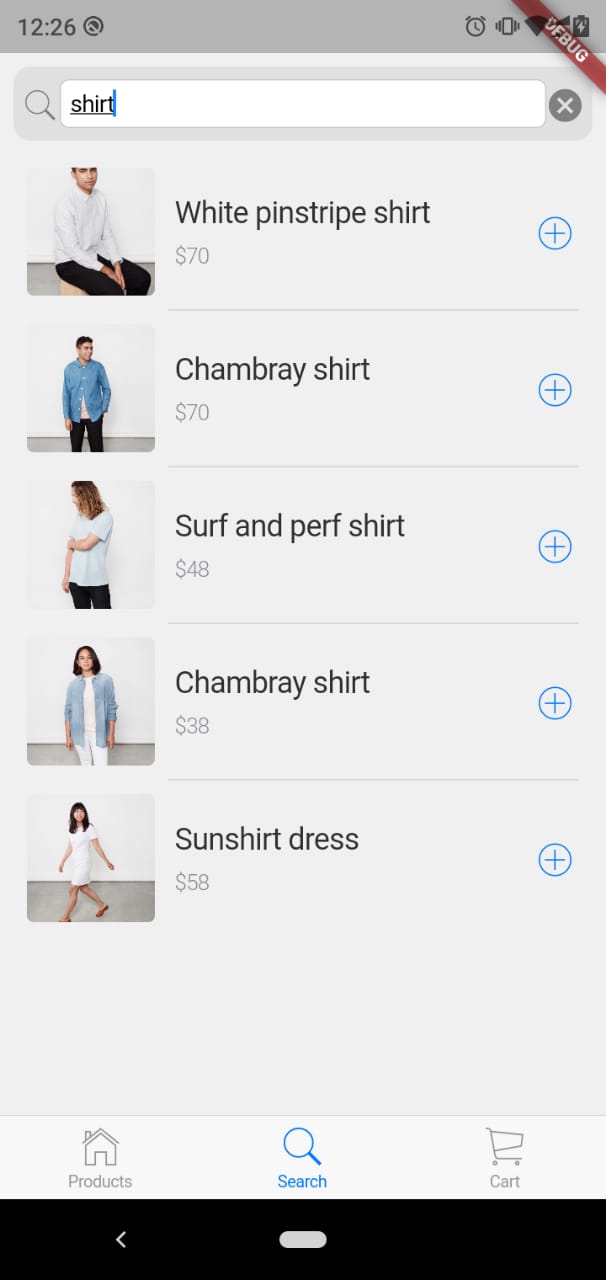 12:26
DEBUG
shirt
White pinstripe shirt
$70
Chambray shirt
$70
Surf and perf shirt
$48
Chambray shirt
$38
Sunshirt dress
$58
Products
Search
Cart